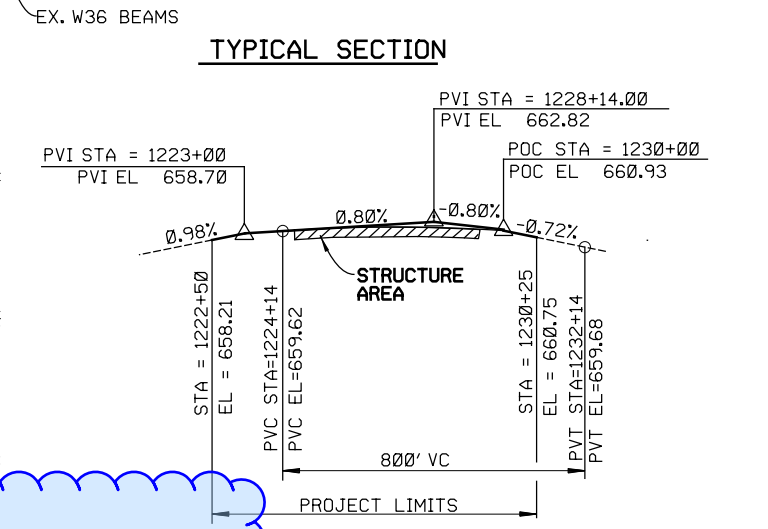 EX. W36 BEAMS
TYPICAL SECTION
PVI STA = 1228+14.00
PVI EL 662.82
PVI STA = 1223+00
PVI EL 658.70
POC STA = 1230+00
POC EL 660.93
0.98%
0.80%
-0.80%
-0.72%
STRUCTURE
AREA
STA = 1222+50
EL = 658.21
PVC STA=1224+14
PVC EL=659.62
STA = 1230+25
EL = 660.75
PVT STA=1232+14
PVT EL=659.68
800' VC
PROJECT LIMITS